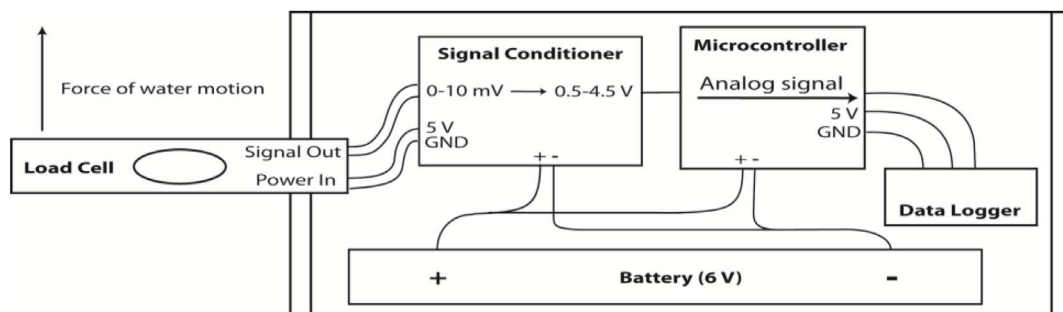 Force of water motion
Load Cell
Signal Out
Power In
Signal Conditioner
0-10 mV → 0.5-4.5 V
5 V
GND
+ -
Microcontroller
Analog signal
5 V
GND
+ -
Data Logger
+ Battery (6 V) -